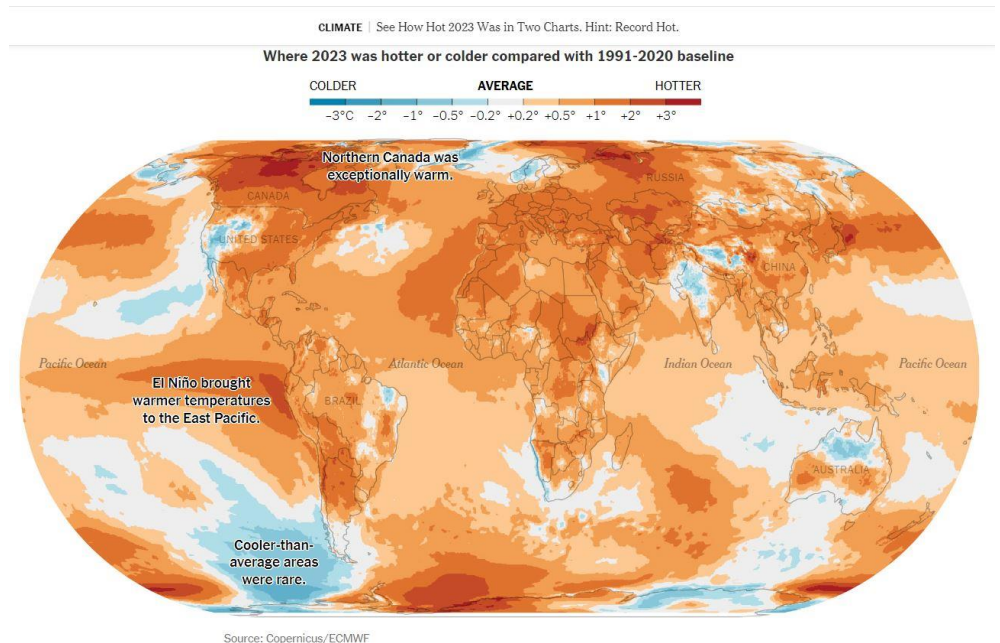 CLIMATE | See How Hot 2023 Was in Two Charts. Hint: Record Hot.
Where 2023 was hotter or colder compared with 1991-2020 baseline
COLDER AVERAGE HOTTER
–3°C –2° –1° –0.5° –0.2° +0.2° +0.5° +1° +2° +3°
Northern Canada was
exceptionally warm.
RUSSIA
CANADA
UNITED STATES
CHINA
Pacific Ocean
Atlantic Ocean
Indian Ocean
Pacific Ocean
El Niño brought
warmer temperatures
to the East Pacific.
BRAZIL
AUSTRALIA
Cooler-than-
average areas
were rare.
Source: Copernicus/ECMWF